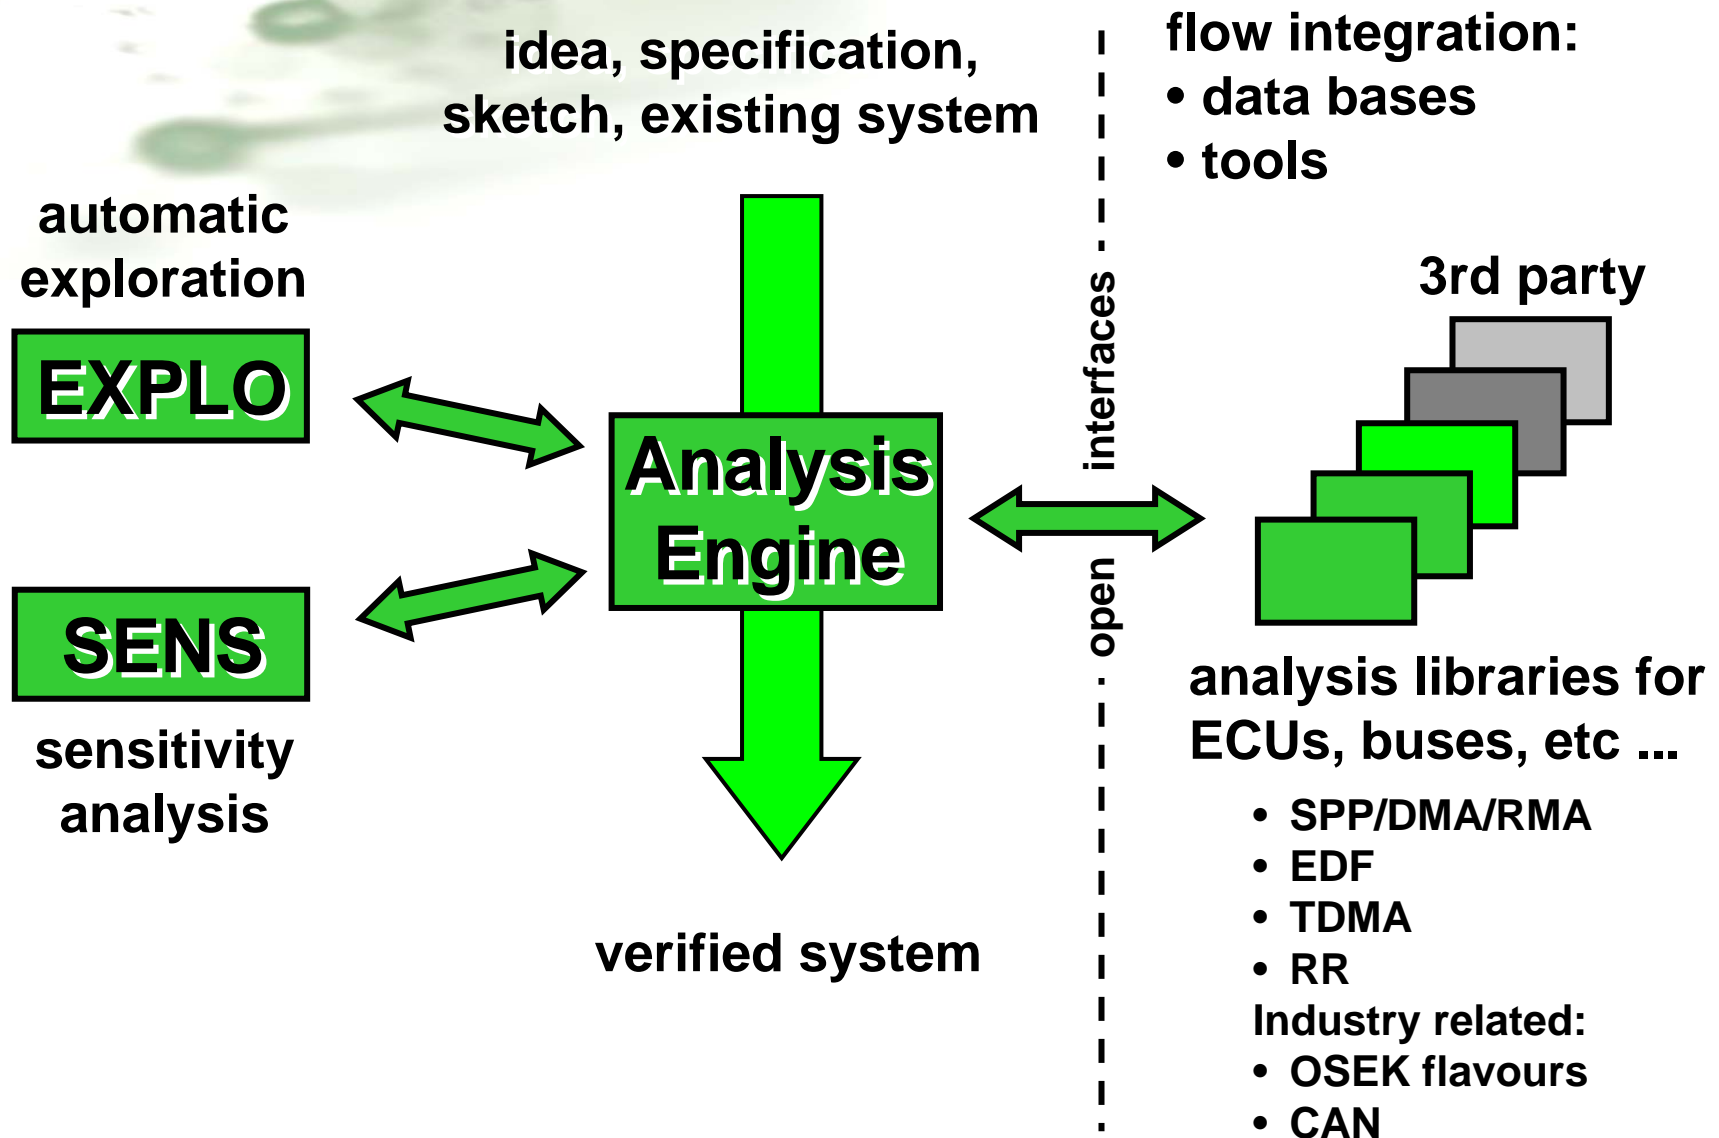 idea, specification,
sketch, existing system
flow integration:
• data bases
• tools
automatic
exploration
EXPLO
Analysis
Engine
SENS
sensitivity
analysis
verified system
open interfaces
3rd party
analysis libraries for
ECUs, buses, etc ...
• SPP/DMA/RMA
• EDF
• TDMA
• RR
Industry related:
• OSEK flavours
• CAN